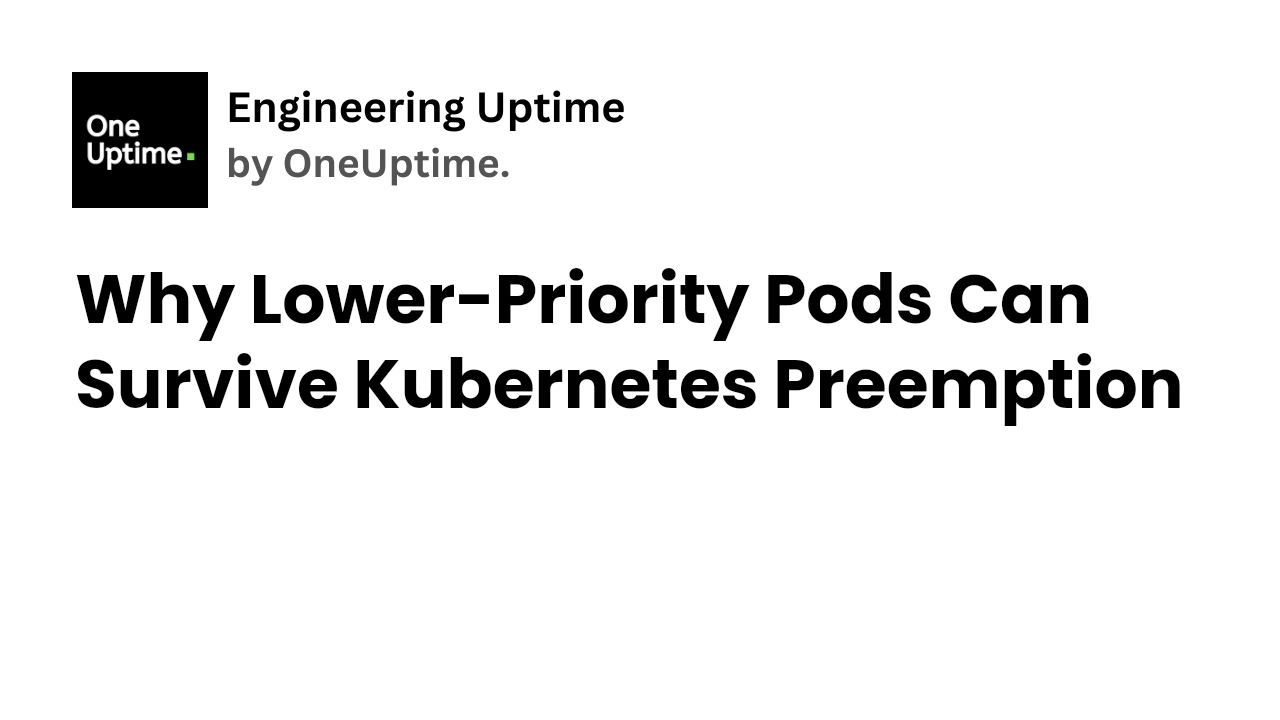 One
Uptime.
Engineering Uptime
by OneUptime.
Why Lower-Priority Pods Can
Survive Kubernetes Preemption